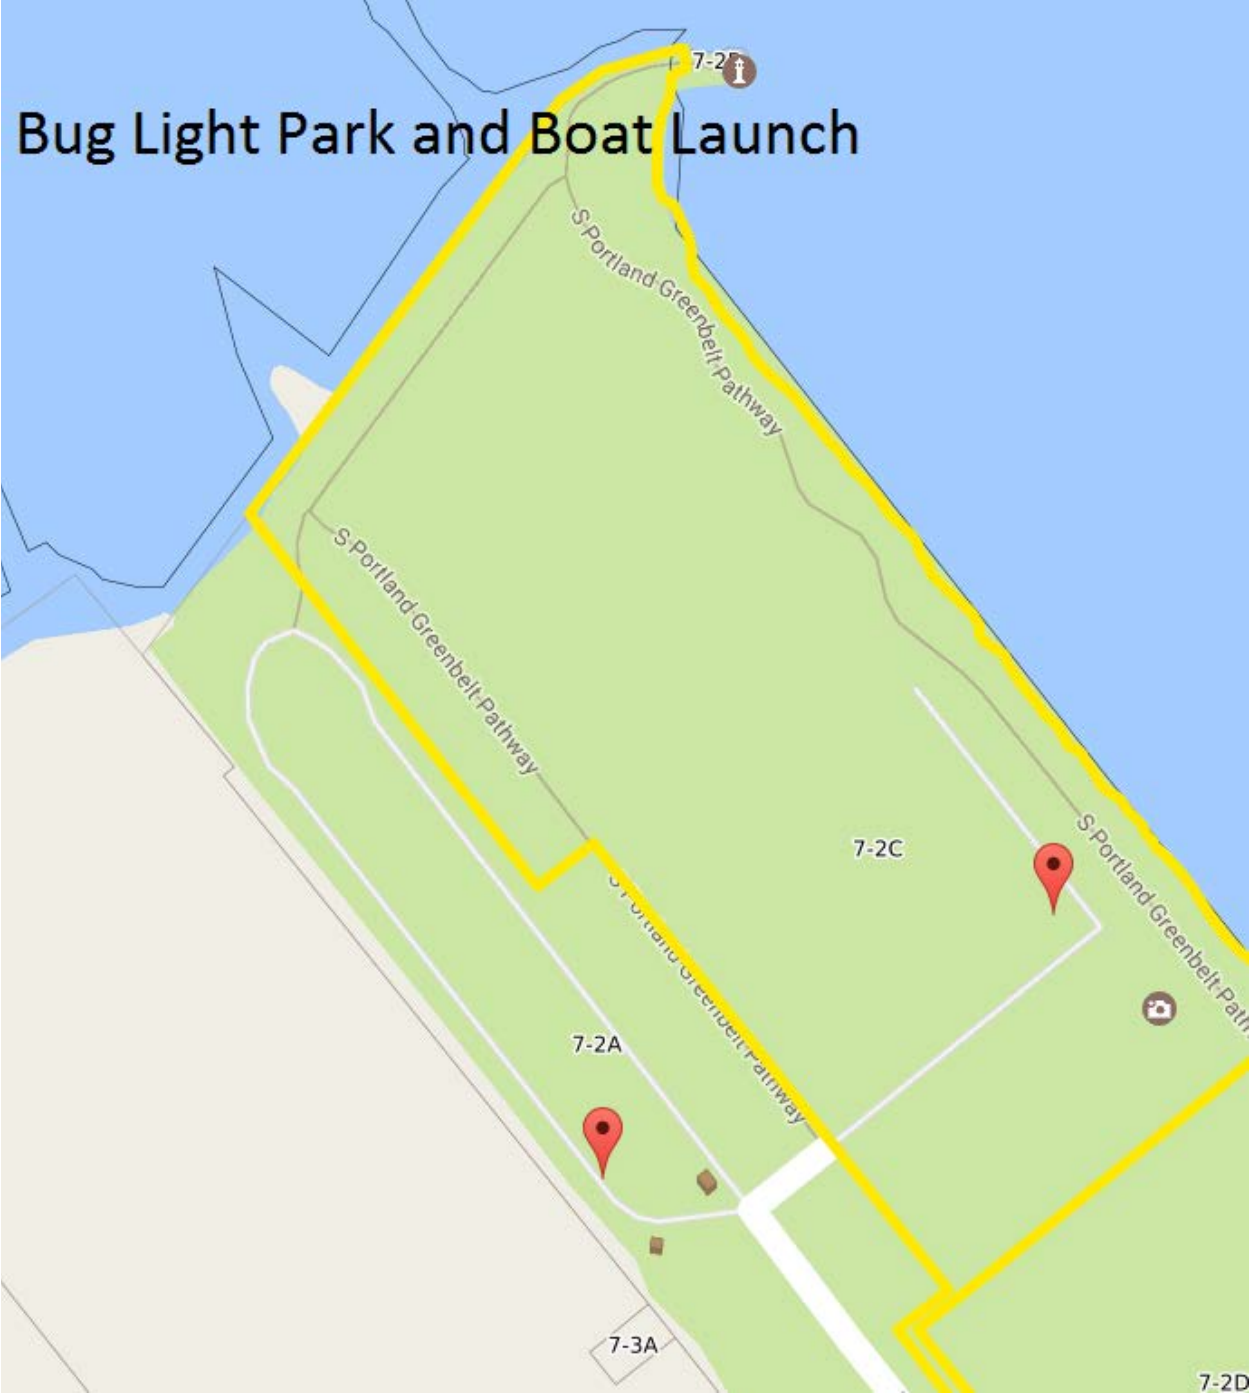 7-2
Bug Light Park and Boat Launch
S Portland Greenbelt Pathway
S Portland Greenbelt Pathway
7-2C
S Portland Greenbelt Path
S Portland Greenbelt Pathway
7-2A
7-3A
7-2D